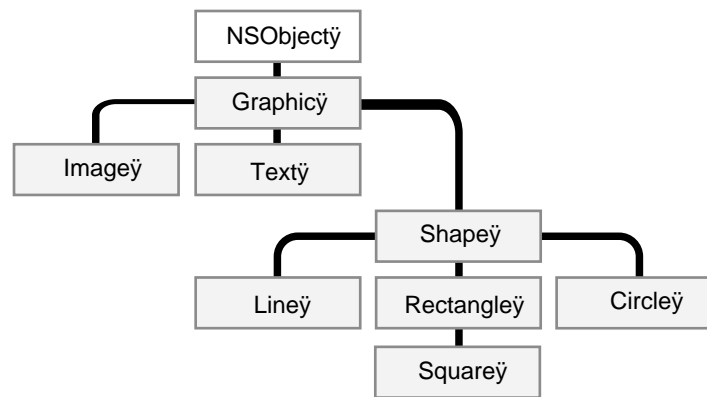 NSObjectÿ
Graphicÿ
Imageÿ
Textÿ
Shapeÿ
Lineÿ
Rectangleÿ
Circleÿ
Squareÿ